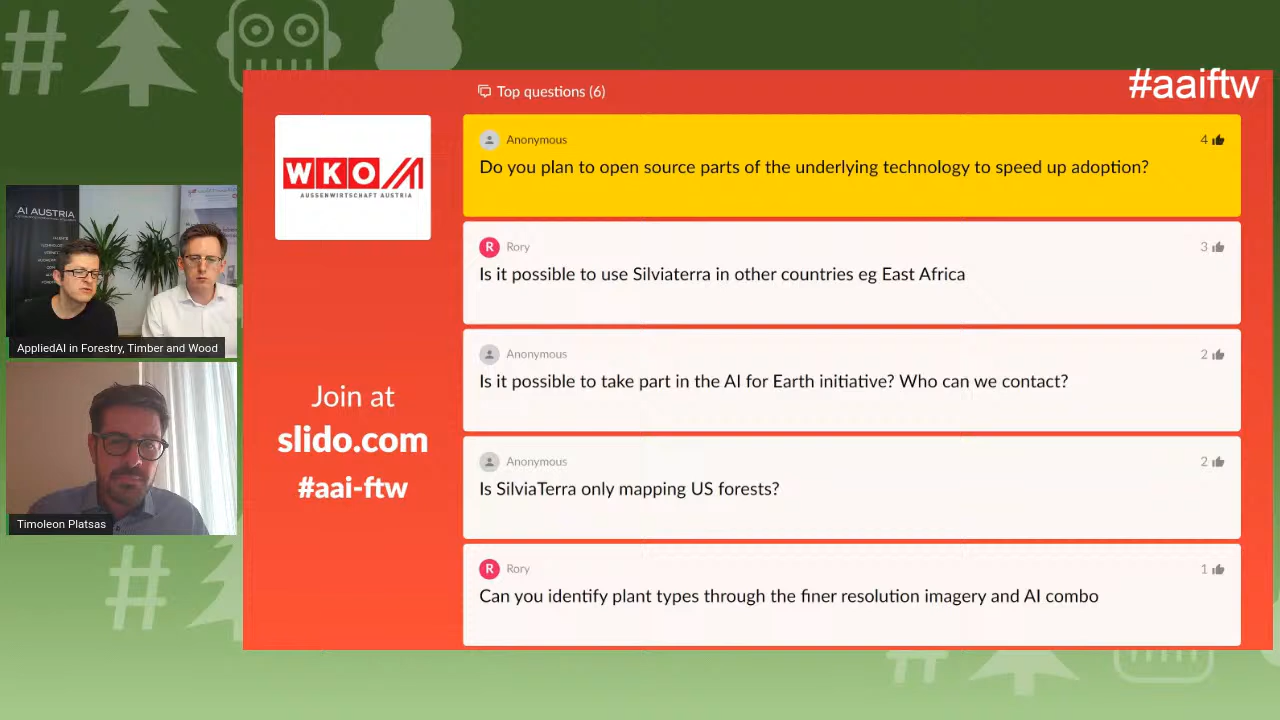 #aaiftw
Top questions (6)
WKO
AUSSENWIRTSCHAFT AUSTRIA
Join at
slido.com
#aai-ftw
Anonymous
4
Do you plan to open source parts of the underlying technology to speed up adoption?
R Rory
3
Is it possible to use Silviaterra in other countries eg East Africa
Anonymous
2
Is it possible to take part in the AI for Earth initiative? Who can we contact?
Anonymous
2
Is SilviaTerra only mapping US forests?
R Rory
1
Can you identify plant types through the finer resolution imagery and AI combo
AI AUSTRIA
AppliedAI in Forestry, Timber and Wood
Timoleon Platsas
#
#
#